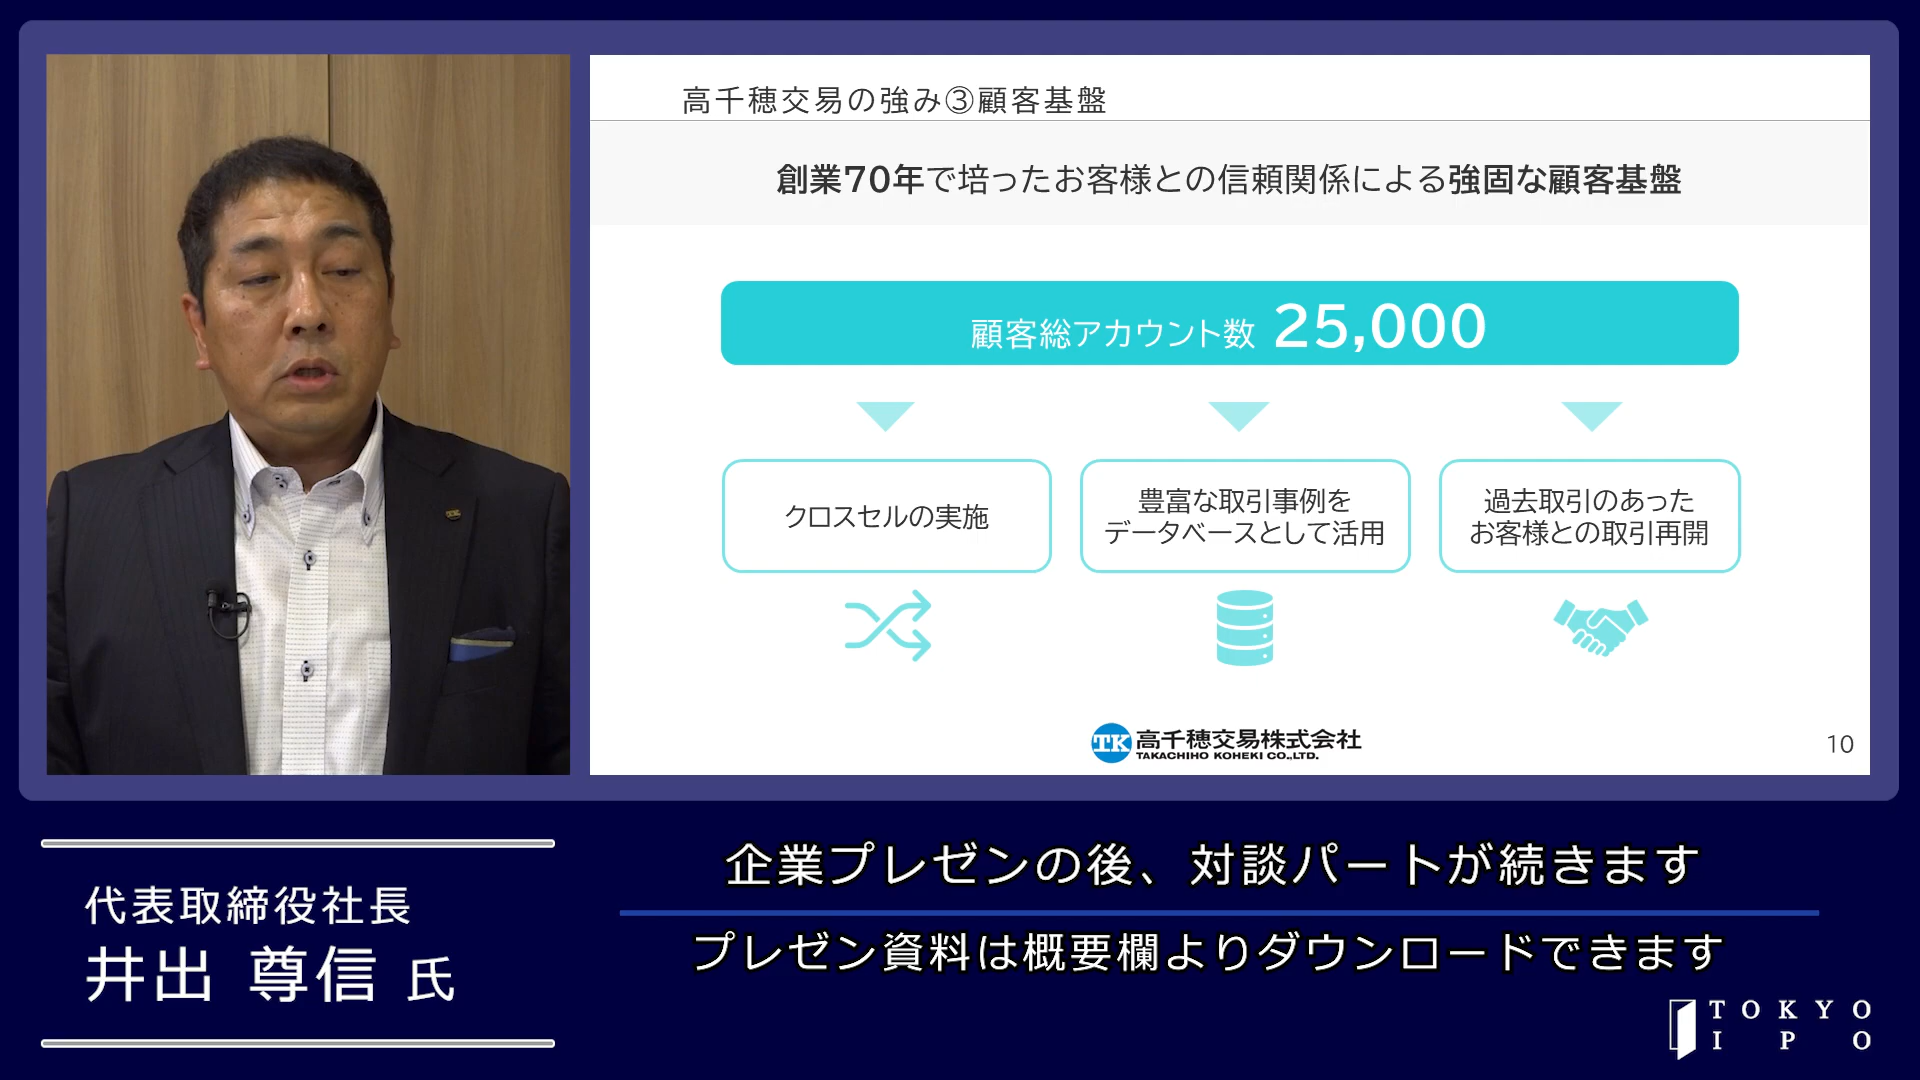 高千穂交易の強み③顧客基盤
創業70年で培ったお客様との信頼関係による強固な顧客基盤
顧客総アカウント数 25,000
クロスセルの実施
豊富な取引事例を
データベースとして活用
過去取引のあった
お客様との取引再開
TK 高千穂交易株式会社
TAKACHIHO KOHEKI CO.,LTD.
10
代表取締役社長
井出 尊信 氏
企業プレゼンの後、対談パートが続きます
プレゼン資料は概要欄よりダウンロードできます
TOKYO
IPO